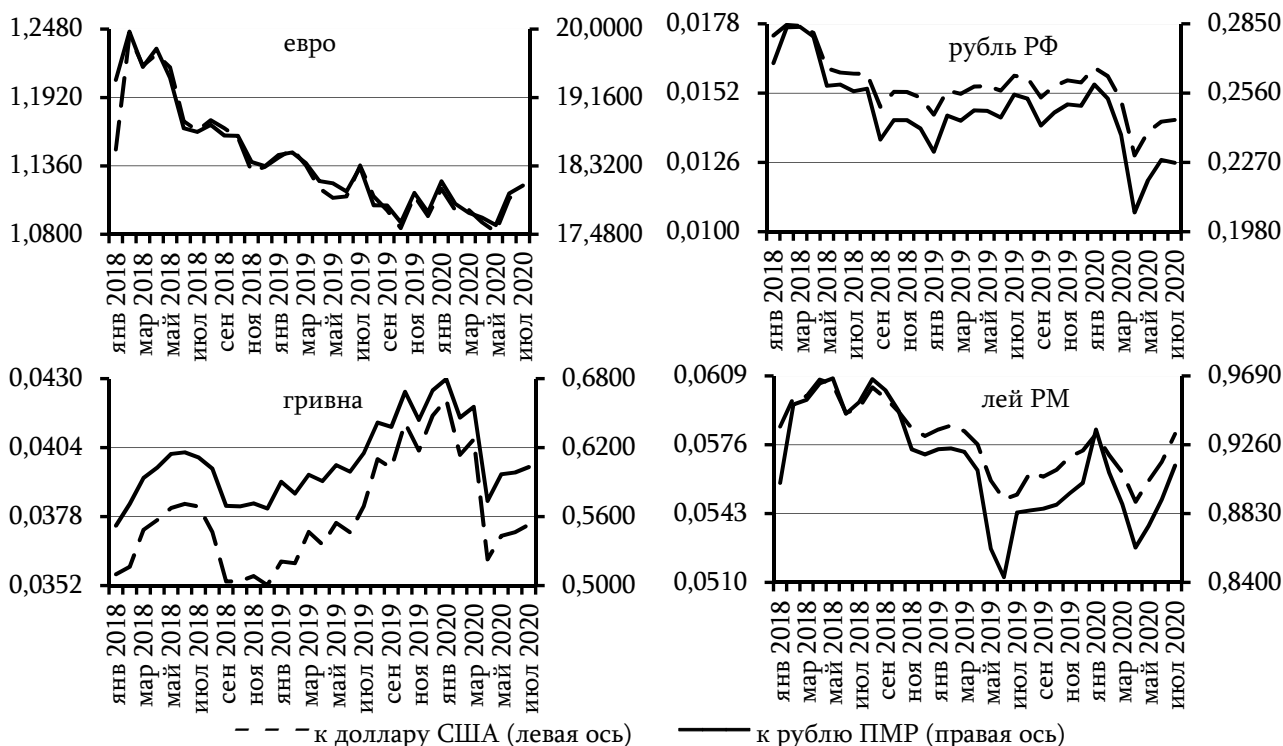 евро
1,2480
1,1920
1,1360
1,0800
20,0000
19,1600
18,3200
17,4800
янв 2018
мар 2018
май 2018
июл 2018
сен 2018
ноя 2018
янв 2019
мар 2019
май 2019
июл 2019
сен 2019
ноя 2019
янв 2020
мар 2020
май 2020
июл 2020
рубль РФ
0,0178
0,0152
0,0126
0,0100
0,2850
0,2560
0,2270
0,1980
янв 2018
мар 2018
май 2018
июл 2018
сен 2018
ноя 2018
янв 2019
мар 2019
май 2019
июл 2019
сен 2019
ноя 2019
янв 2020
мар 2020
май 2020
июл 2020
гривна
0,0430
0,0404
0,0378
0,0352
0,6800
0,6200
0,5600
0,5000
янв 2018
мар 2018
май 2018
июл 2018
сен 2018
ноя 2018
янв 2019
мар 2019
май 2019
июл 2019
сен 2019
ноя 2019
янв 2020
мар 2020
май 2020
июл 2020
лей РМ
0,0609
0,0576
0,0543
0,0510
0,9690
0,9260
0,8830
0,8400
янв 2018
мар 2018
май 2018
июл 2018
сен 2018
ноя 2018
янв 2019
мар 2019
май 2019
июл 2019
сен 2019
ноя 2019
янв 2020
мар 2020
май 2020
июл 2020
к доллару США (левая ось)
к рублю ПМР (правая ось)